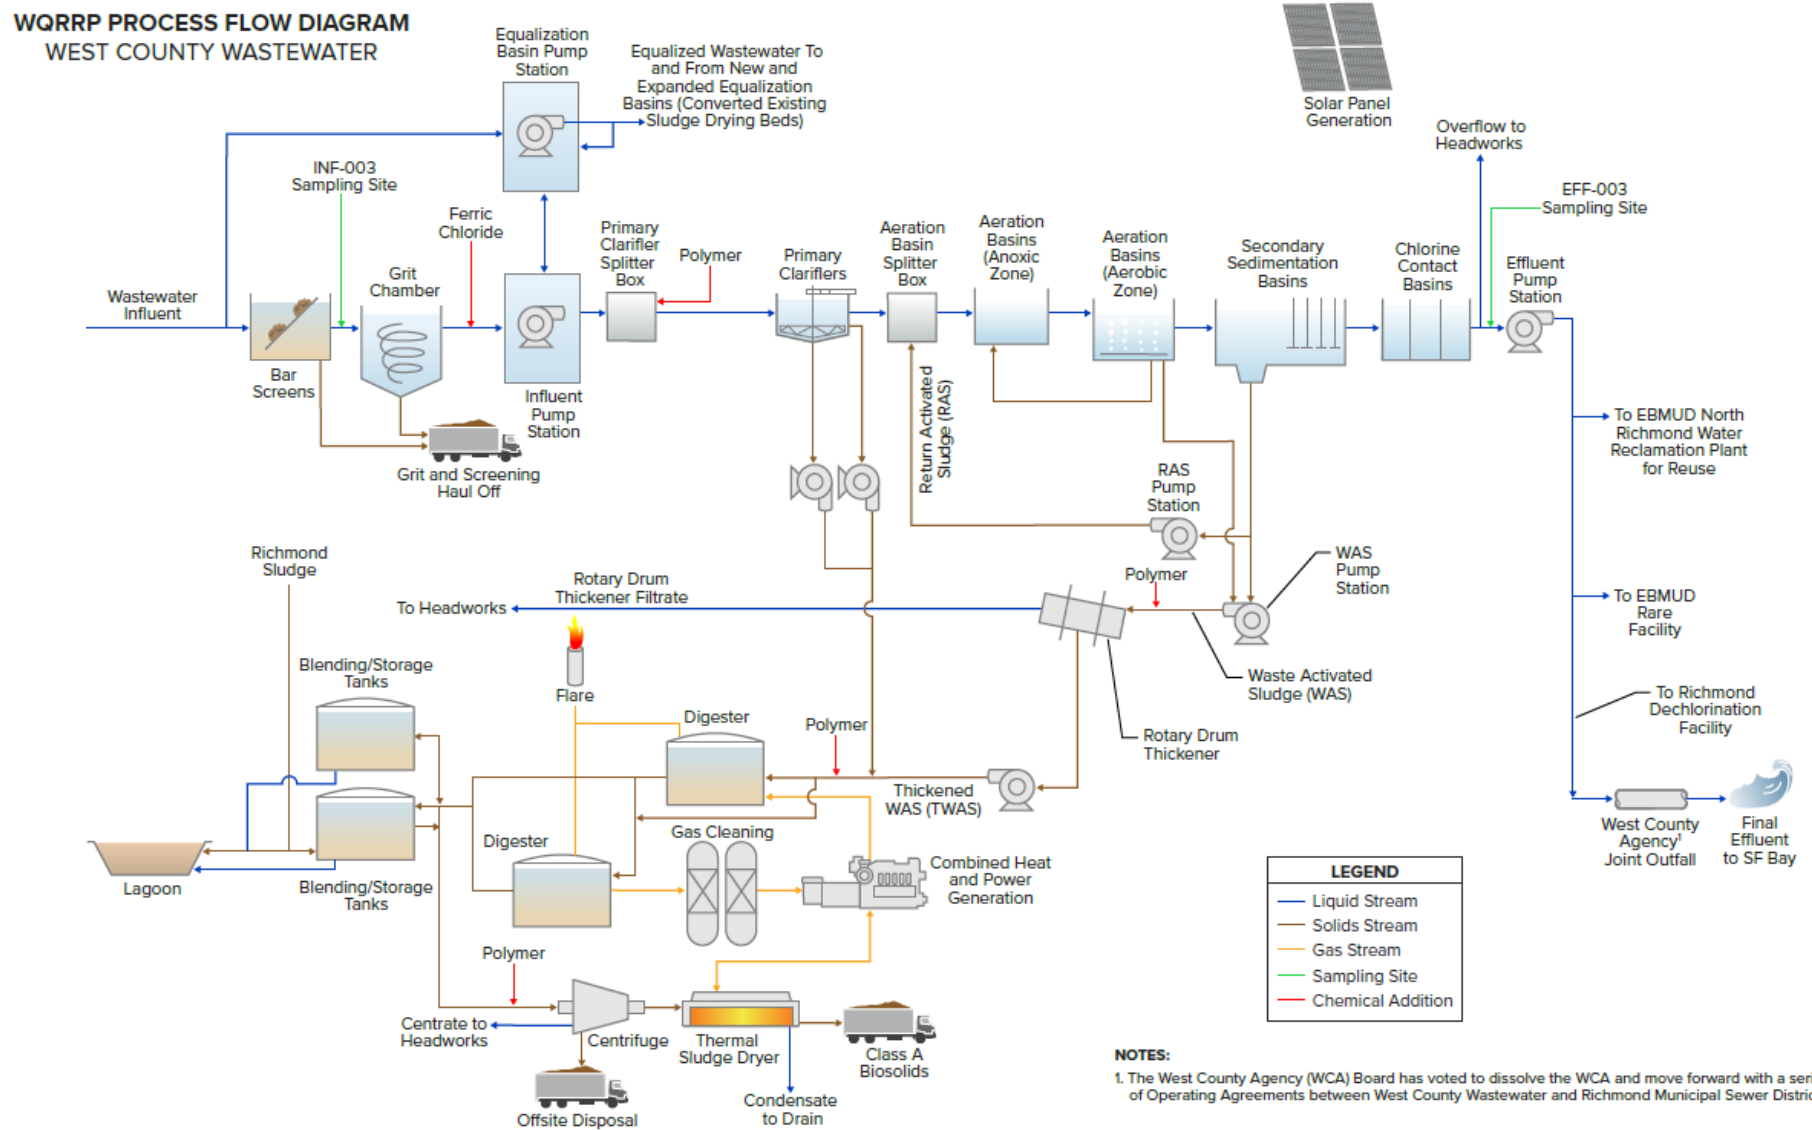 WQRRP PROCESS FLOW DIAGRAM
WEST COUNTY WASTEWATER
Equalization
Basin Pump
Station
Equalized Wastewater To
and From New and
Expanded Equalization
Basins (Converted Existing
Sludge Drying Beds)
Solar Panel
Generation
Overflow to
Headworks
INF-003
Sampling Site
EFF-003
Sampling Site
Ferric
Chloride
Primary
Clarifler
Splitter
Box
Polymer
Primary
Clariflers
Aeration
Basin
Splitter
Box
Aeration
Basins
(Anoxic
Zone)
Aeration
Basins
(Aerobic
Zone)
Secondary
Sedimentation
Basins
Chlorine
Contact
Basins
Effluent
Pump
Station
Wastewater
Influent
Grit
Chamber
Bar
Screens
Influent
Pump
Station
Grit and Screening
Haul Off
Return Activated
Sludge (RAS)
RAS
Pump
Station
To EBMUD North
Richmond Water
Reclamation Plant
for Reuse
Richmond
Sludge
Rotary Drum
Thickener Filtrate
To Headworks
Polymer
WAS
Pump
Station
To EBMUD
Rare
Facility
Blending/Storage
Tanks
Flare
Digester
Polymer
Waste Activated
Sludge (WAS)
Rotary Drum
Thickener
To Richmond
Dechlorination
Facility
Thickened
WAS (TWAS)
Gas Cleaning
Digester
Combined Heat
and Power
Generation
West County
Agency¹
Joint Outfall
Final
Effluent
to SF Bay
Lagoon
Blending/Storage
Tanks
LEGEND
Liquid Stream
Solids Stream
Gas Stream
Sampling Site
Chemical Addition
Polymer
Centrate to
Headworks
Centrifuge
Thermal
Sludge Dryer
Class A
Biosolids
Offsite Disposal
Condensate
to Drain
NOTES:
1. The West County Agency (WCA) Board has voted to dissolve the WCA and move forward with a seri
of Operating Agreements between West County Wastewater and Richmond Municipal Sewer Distric